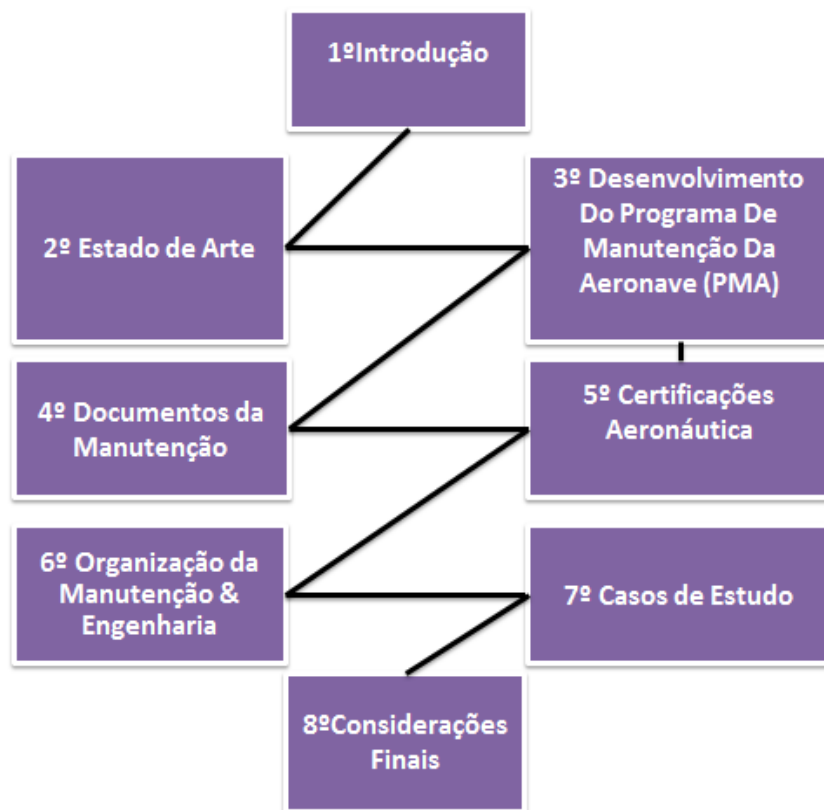 1ºIntrodução
2º Estado de Arte
3º Desenvolvimento
Do Programa De
Manutenção Da
Aeronave (PMA)
4º Documentos da
Manutenção
5º Certificações
Aeronáutica
6º Organização da
Manutenção &
Engenharia
7º Casos de Estudo
8ºConsiderações
Finais